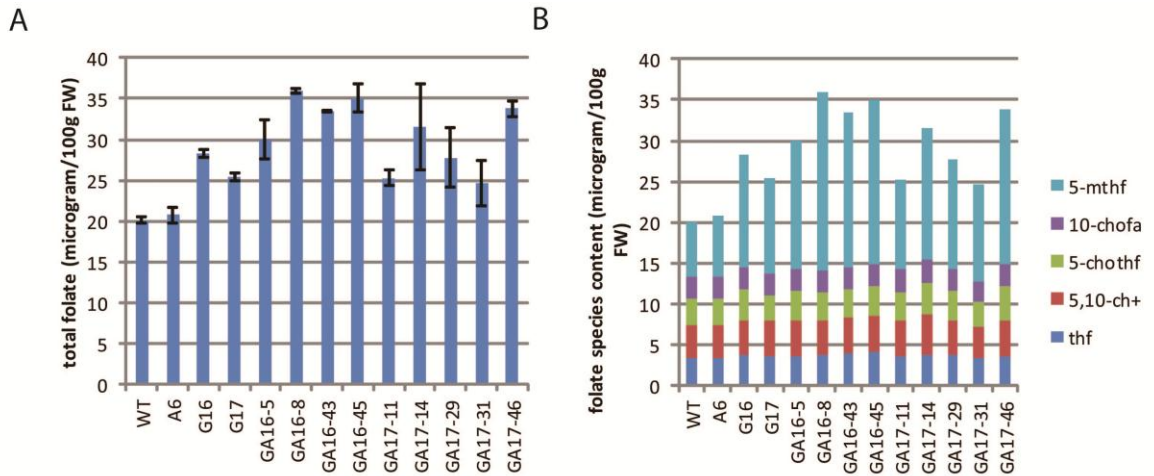 A
total folate (microgram/100g FW)
40
35
30
25
20
15
10
5
0
WT
A6
G16
G17
GA16-5
GA16-8
GA16-43
GA16-45
GA17-11
GA17-14
GA17-29
GA17-31
GA17-46
B
folate species content (microgram/100g
FW)
40
35
30
25
20
15
10
5
0
WT
A6
G16
G17
GA16-5
GA16-8
GA16-43
GA16-45
GA17-11
GA17-14
GA17-29
GA17-31
GA17-46
5-mthf
10-chofa
5-chothf
5,10-ch+
thf